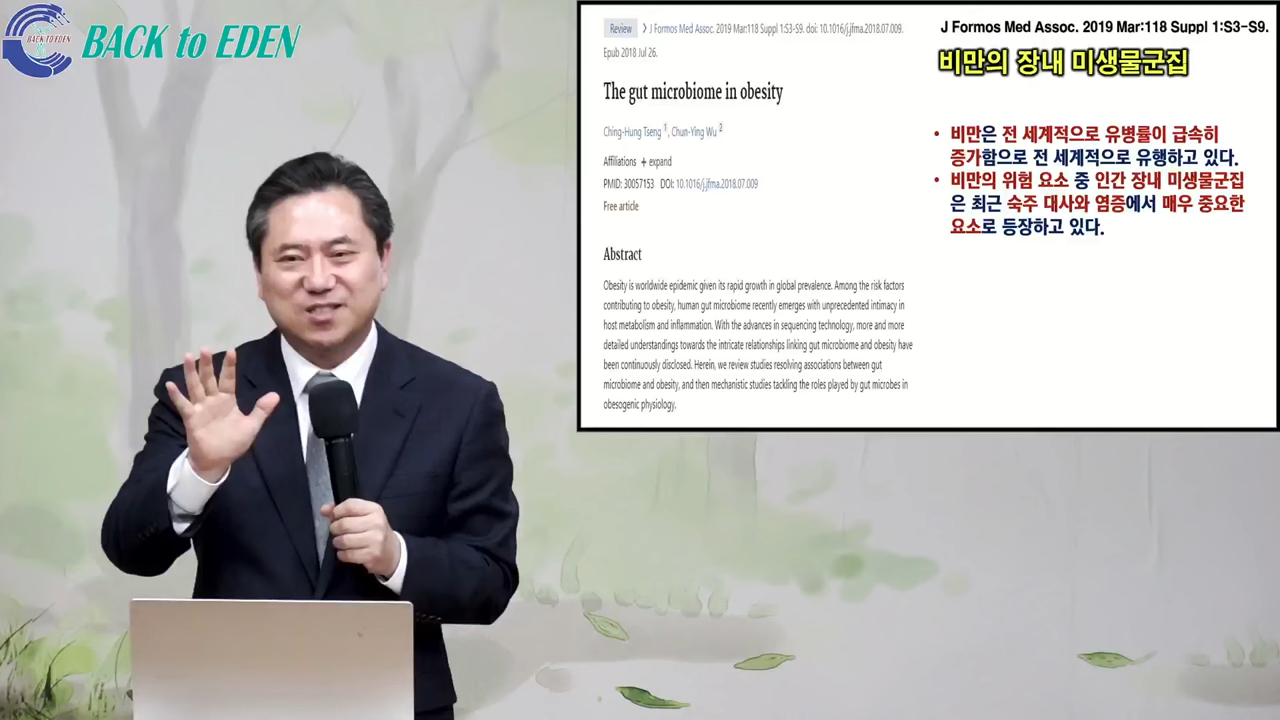 BACK TO EDEN
BACK to EDEN
Review > J Formos Med Assoc. 2019 Mar:118 Suppl 1:S3-S9. doi: 10.1016/j.jfma.2018.07.009.
Epub 2018 Jul 26.
The gut microbiome in obesity
Ching-Hung Tseng 1, Chun-Ying Wu 2
Affiliations + expand
PMID: 30057153 DOI: 10.1016/j.jfma.2018.07.009
Free article
Abstract
Obesity is worldwide epidemic given its rapid growth in global prevalence. Among the risk factors
contributing to obesity, human gut microbiome recently emerges with unprecedented intimacy in
host metabolism and inflammation. With the advances in sequencing technology, more and more
detailed understandings towards the intricate relationships linking gut microbiome and obesity have
been continuously disclosed. Herein, we review studies resolving associations between gut
microbiome and obesity, and then mechanistic studies tackling the roles played by gut microbes in
obesogenic physiology.
J Formos Med Assoc. 2019 Mar:118 Suppl 1:S3-S9.
비만의 장내 미생물군집
• 비만은 전 세계적으로 유병률이 급속히
증가함으로 전 세계적으로 유행하고 있다.
• 비만의 위험 요소 중 인간 장내 미생물군집
은 최근 숙주 대사와 염증에서 매우 중요한
요소로 등장하고 있다.